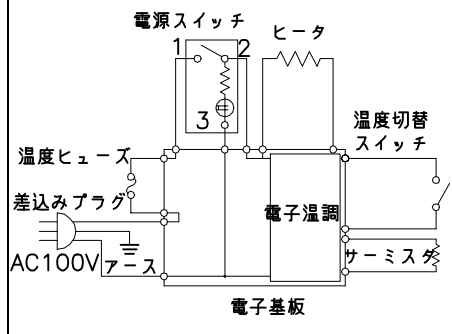 電源スイッチ
ヒータ
1
2
3
温度切替
スイッチ
温度ヒューズ
差込みプラグ
電子温調
サーミスタ
AC100V
アース
電子基板